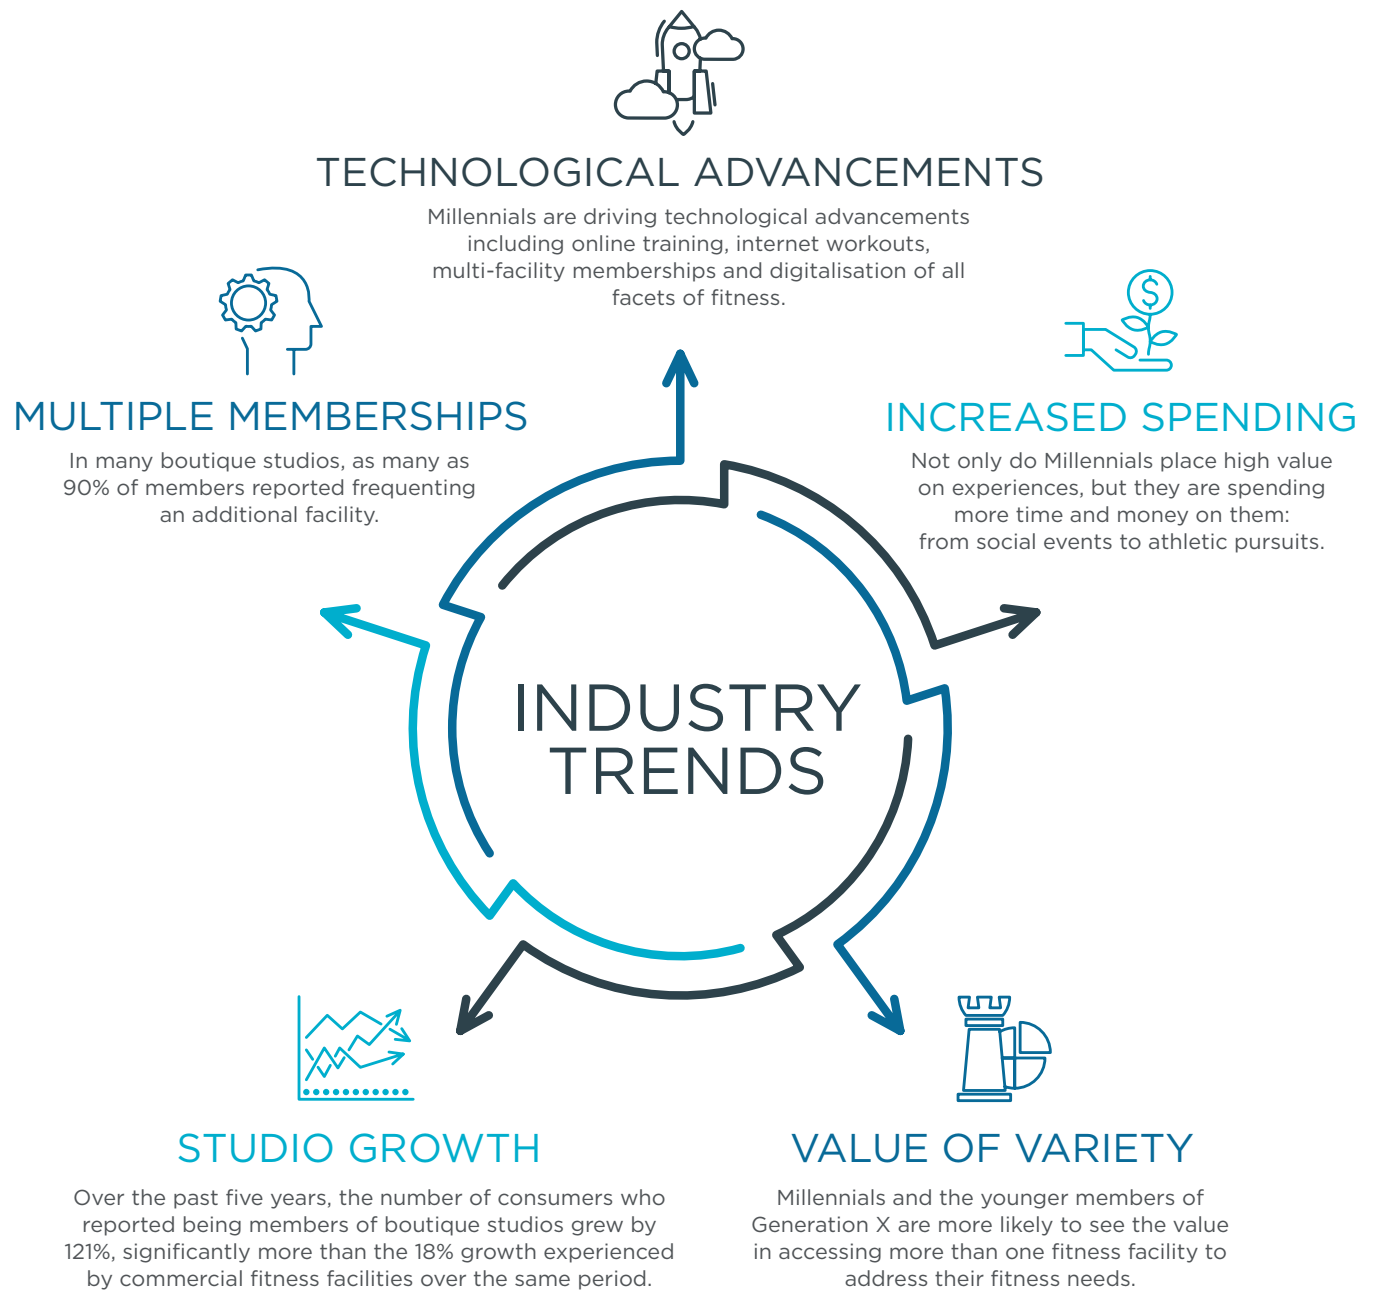 TECHNOLOGICAL ADVANCEMENTS
Millennials are driving technological advancements
including online training, internet workouts,
multi-facility memberships and digitalisation of all
facets of fitness.
MULTIPLE MEMBERSHIPS
In many boutique studios, as many as
90% of members reported frequenting
an additional facility.
$
INCREASED SPENDING
Not only do Millennials place high value
on experiences, but they are spending
more time and money on them:
from social events to athletic pursuits.
INDUSTRY
TRENDS
STUDIO GROWTH
Over the past five years, the number of consumers who
reported being members of boutique studios grew by
121%, significantly more than the 18% growth experienced
by commercial fitness facilities over the same period.
VALUE OF VARIETY
Millennials and the younger members of
Generation X are more likely to see the value
in accessing more than one fitness facility to
address their fitness needs.